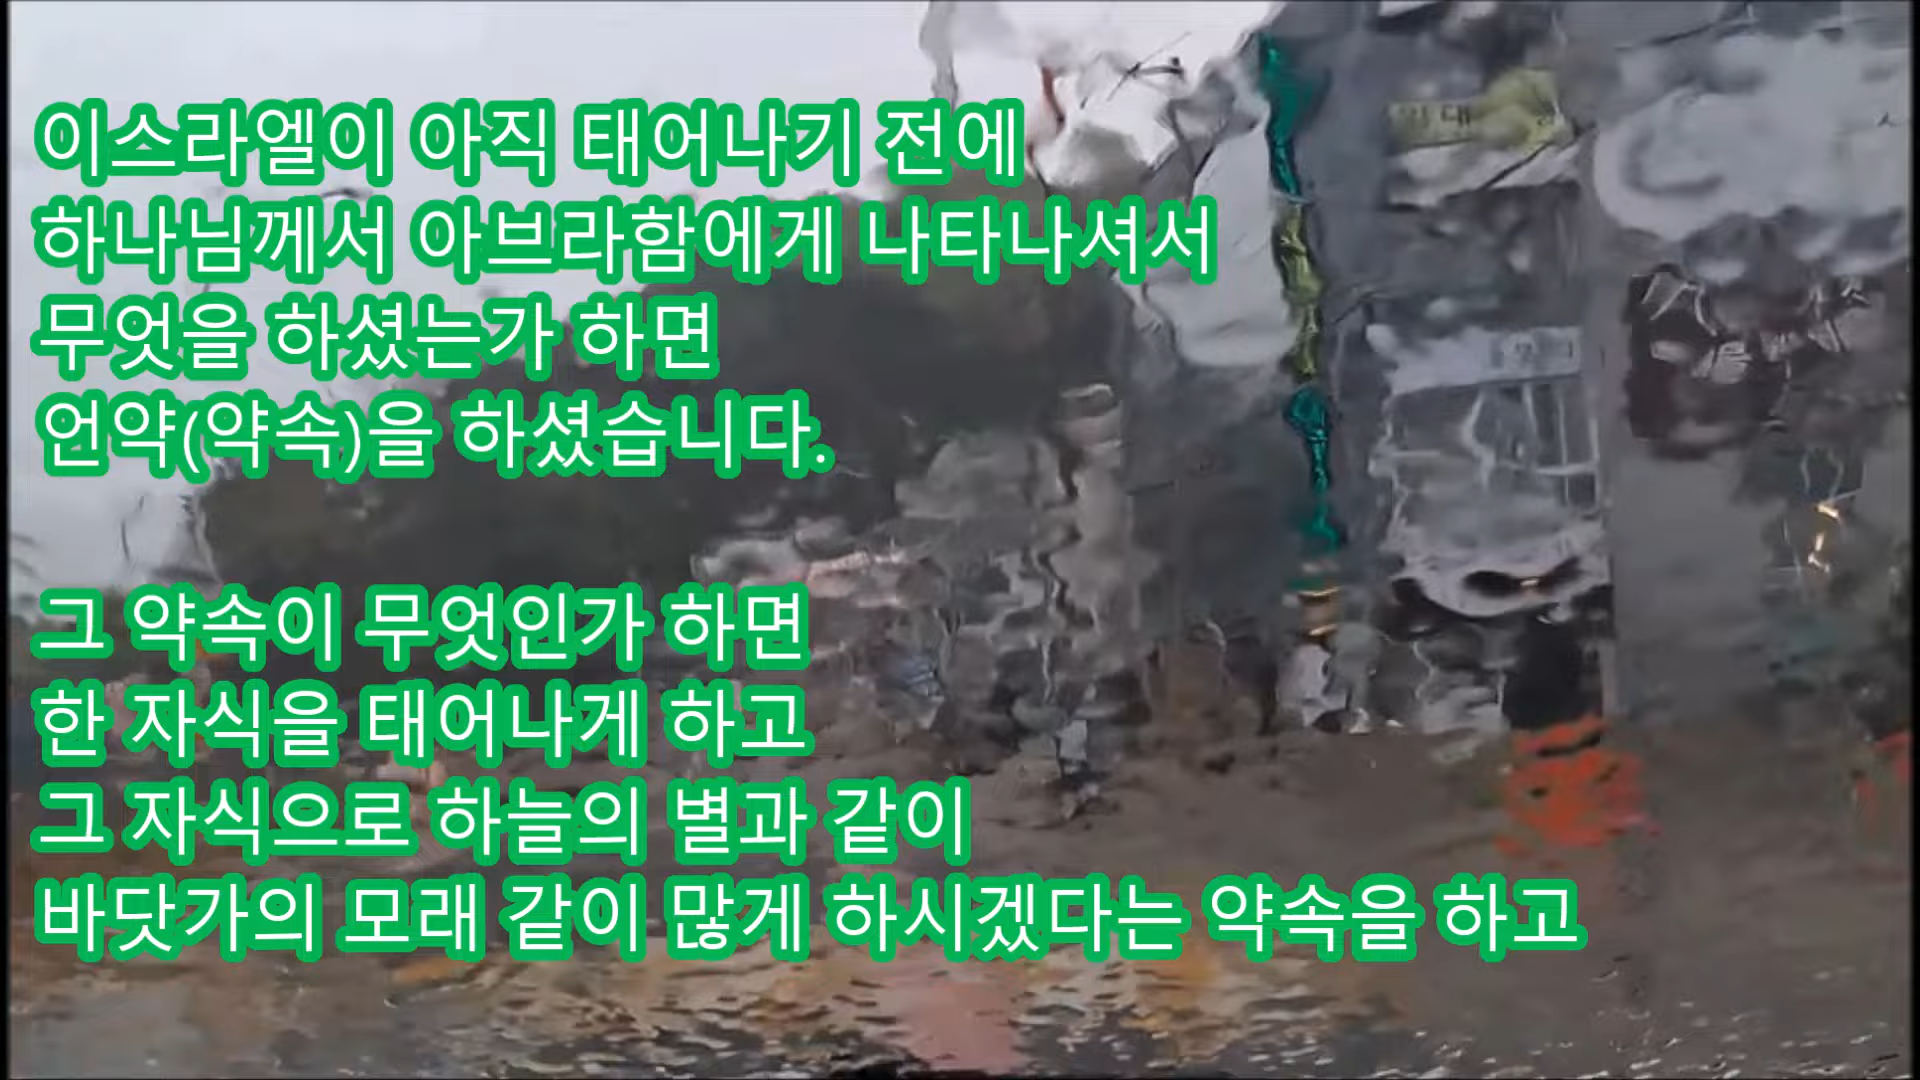 이스라엘이 아직 태어나기 전에
하나님께서 아브라함에게 나타나셔서
무엇을 하셨는가 하면
언약(약속)을 하셨습니다.
그 약속이 무엇인가 하면
한 자식을 태어나게 하고
그 자식으로 하늘의 별과 같이
바닷가의 모래 같이 많게 하시겠다는 약속을 하고